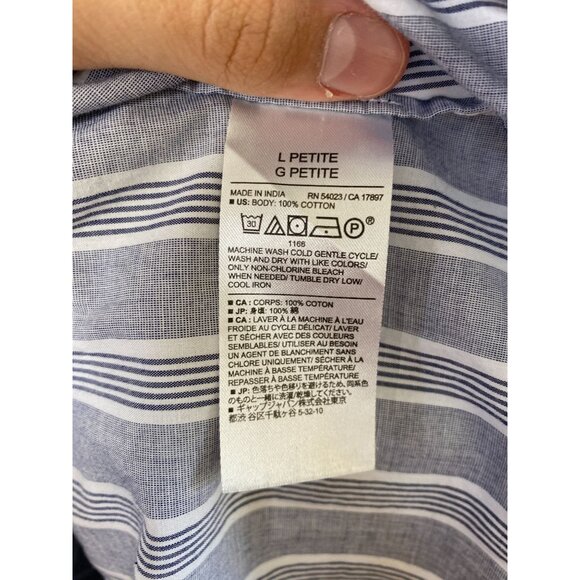 L PETITE
G PETITE
MADE IN INDIA RN 54023 / CA 17897
■ US: BODY: 100% COTTON
30 P ®
1166
MACHINE WASH COLD GENTLE CYCLE/
WASH AND DRY WITH LIKE COLORS/
ONLY NON-CHLORINE BLEACH
WHEN NEEDED/ TUMBLE DRY LOW/
COOL IRON
■ CA : CORPS: 100% COTON
■ JP: 身頃: 100% 綿
■ CA : LAVER À LA MACHINE À L'EAU
FROIDE AU CYCLE DÉLICAT/ LAVER
ET SÉCHER AVEC DES COULEURS
SEMBLABLES/ UTILISER AU BESOIN
UN AGENT DE BLANCHIMENT SANS
CHLORE UNIQUEMENT/ SÉCHER À LA
MACHINE À BASSE TEMPÉRATURE/
REPASSER À BASSE TEMPÉRATURE
■ JP: 色落ちや色移りを避けるため、同系色
のものと一緒に洗濯/乾燥してください。
■ ギャップジャパン株式会社東京
都渋谷区千駄ヶ谷 5-32-10